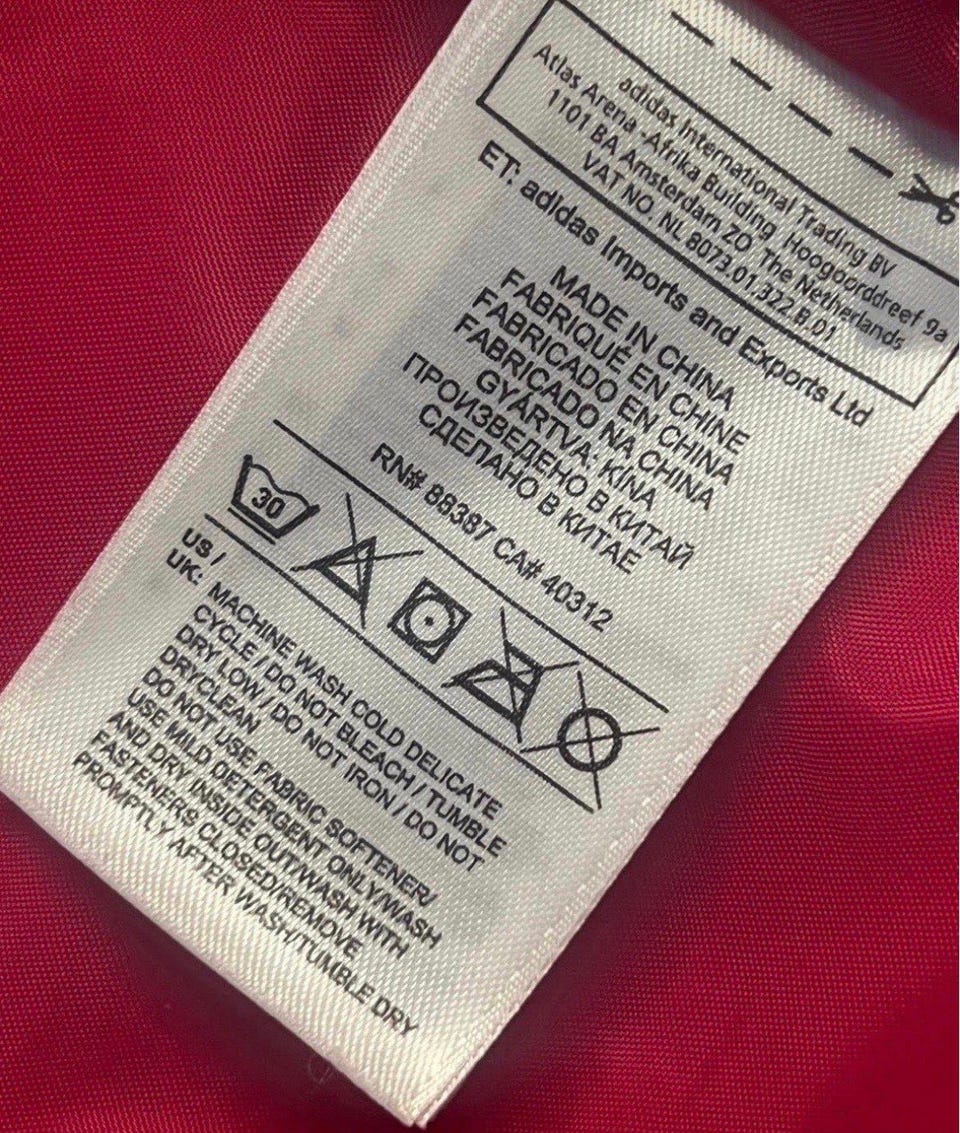 adidas International Trading BV
Atlas Arena -Afrika Building, Hoogoorddreef 9a
1101 BA Amsterdam ZO, The Netherlands
VAT NO. NL 8073.01.322.B.01
ET: adidas Imports and Exports Ltd
MADE IN CHINA
FABRIQUÉ EN CHINE
FABRICADO EN CHINA
FABRICADO NA CHINA
GYÁRTVA: KÍNA
ПРОИЗВЕДЕНО В КИТАЙ
СДЕЛАНО В КИТАЕ
RN# 88387 CA# 40312
30
US /
UK: MACHINE WASH COLD DELICATE
CYCLE / DO NOT BLEACH / TUMBLE
DRY LOW / DO NOT IRON / DO NOT
DRYCLEAN
DO NOT USE FABRIC SOFTENER/
USE MILD DETERGENT ONLY/WASH
AND DRY INSIDE OUT/WASH WITH
FASTENERS CLOSED/REMOVE
PROMPTLY AFTER WASH/TUMBLE DRY